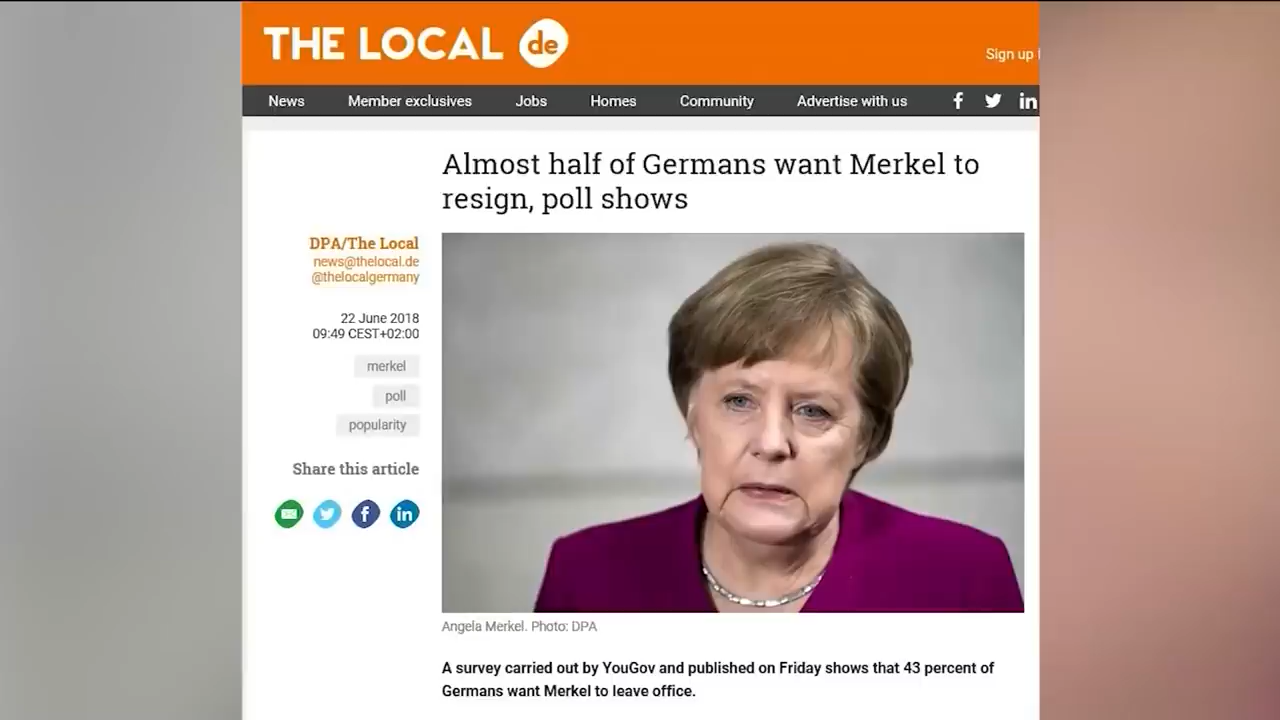 THE LOCAL de
Sign up
News Member exclusives Jobs Homes Community Advertise with us
Almost half of Germans want Merkel to
resign, poll shows
DPA/The Local
news@thelocal.de
@thelocalgermany
22 June 2018
09:49 CEST+02:00
merkel
poll
popularity
Share this article
Angela Merkel. Photo: DPA
A survey carried out by YouGov and published on Friday shows that 43 percent of
Germans want Merkel to leave office.